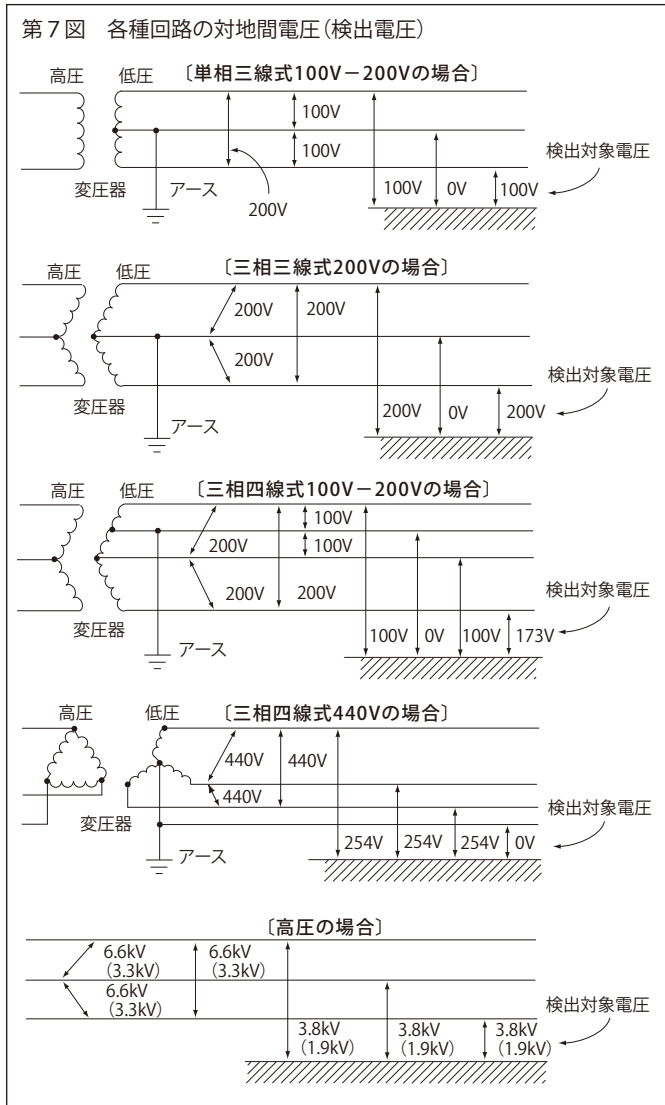 第7図 各種回路の対地間電圧(検出電圧)
高圧 低圧 〔単相三線式100V－200Vの場合〕
100V
100V
検出対象電圧
変圧器 アース 200V 100V 0V 100V
高圧 低圧 〔三相三線式200Vの場合〕
200V 200V
200V
検出対象電圧
変圧器
アース 200V 0V 200V
高圧 低圧 〔三相四線式100V－200Vの場合〕
100V
200V 100V
200V 200V 検出対象電圧
変圧器
アース 100V 0V 100V 173V
高圧 低圧 〔三相四線式440Vの場合〕
440V 440V
440V
変圧器 検出対象電圧
アース 254V 254V 254V 0V
〔高圧の場合〕
6.6kV 6.6kV
(3.3kV) (3.3kV)
6.6kV
(3.3kV)
検出対象電圧
3.8kV 3.8kV 3.8kV
(1.9kV) (1.9kV) (1.9kV)